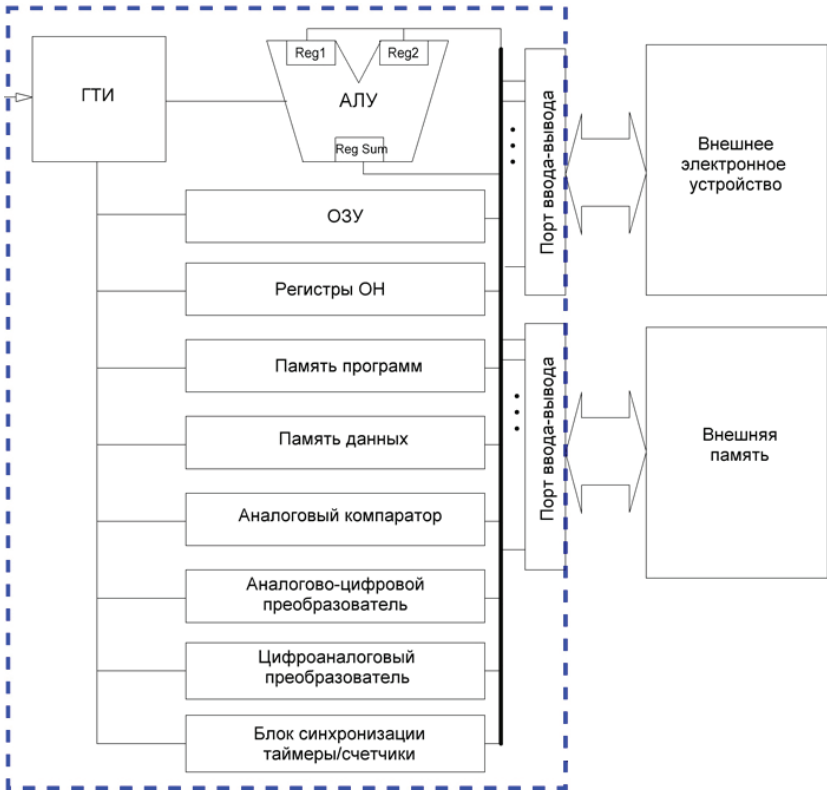 ГТИ
Reg1
Reg2
АЛУ
Reg Sum
ОЗУ
Регистры ОН
Память программ
Память данных
Аналоговый компаратор
Аналогово-цифровой
преобразователь
Цифроаналоговый
преобразователь
Блок синхронизации
таймеры/счетчики
Порт ввода-вывода
Порт ввода-вывода
Внешнее
электронное
устройство
Внешняя
память